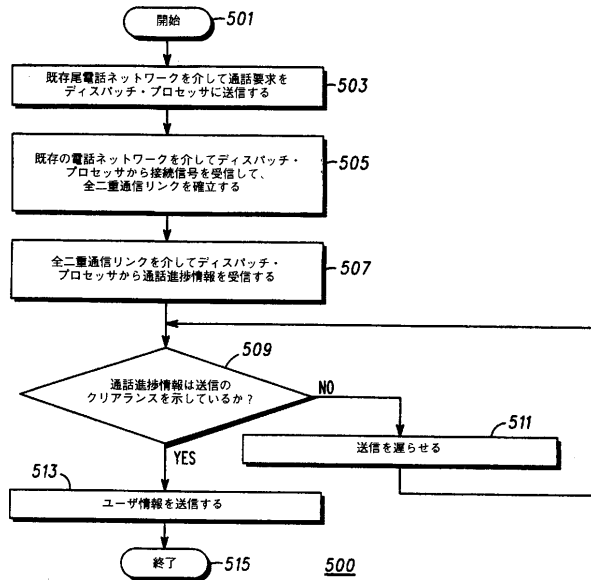 開始
501
既存尾電話ネットワークを介して通話要求を
ディスパッチ・プロセッサに送信する
503
既存の電話ネットワークを介してディスパッチ・
プロセッサから接続信号を受信して、
全二重通信リンクを確立する
505
全二重通信リンクを介してディスパッチ・
プロセッサから通話進捗情報を受信する
507
509
通話進捗情報は送信の
クリアランスを示しているか?
NO
511
送信を遅らせる
YES
513
ユーザ情報を送信する
終了
515
500